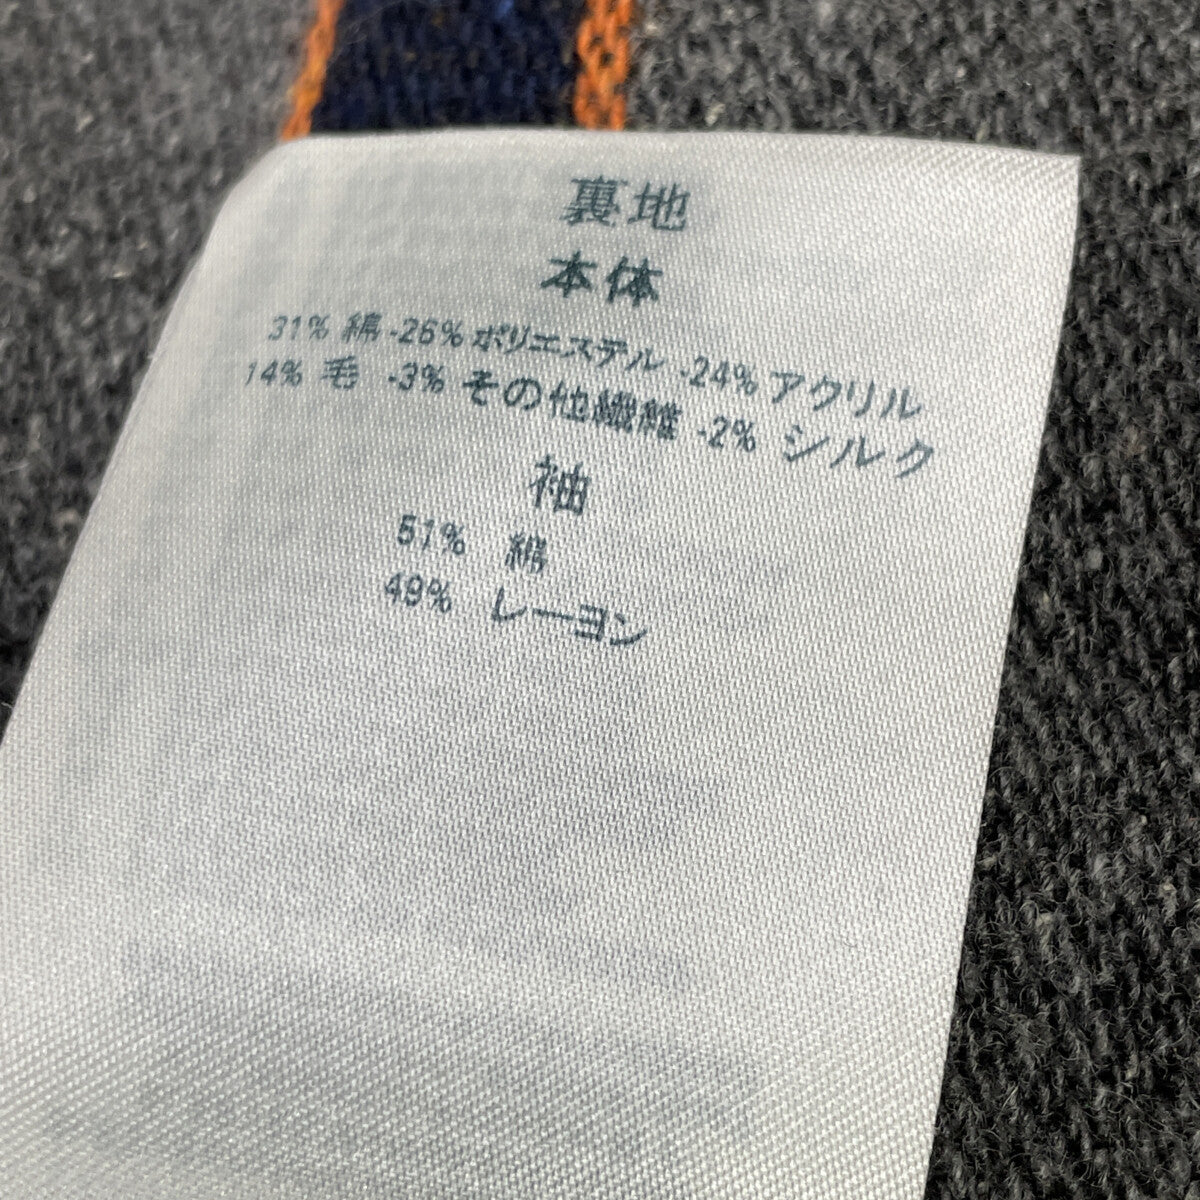 裏地
本体
31% 綿 -26% ポリエステル -24% アクリル
14% 毛 -3% その他繊維 -2% シルク
袖
51% 綿
49% レーヨン